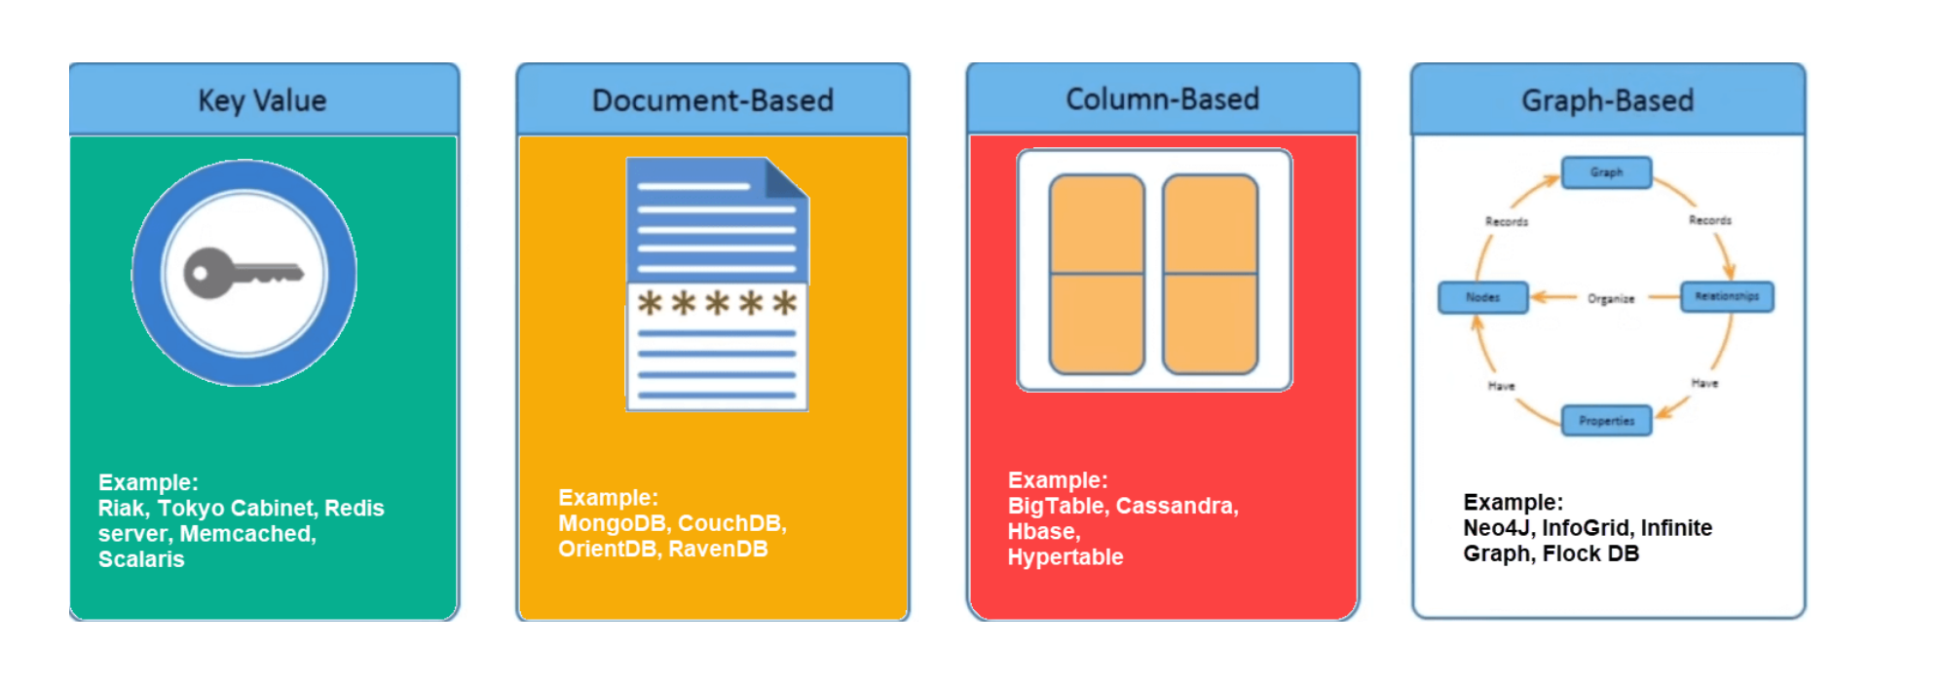 Key Value
Example:
Riak, Tokyo Cabinet, Redis
server, Memcached,
Scalaris
Document-Based
*****
Example:
MongoDB, CouchDB,
OrientDB, RavenDB
Column-Based
Example:
BigTable, Cassandra,
Hbase,
Hypertable
Graph-Based
Graph
Records
Records
Nodes
Organize
Relationships
Have
Have
Properties
Example:
Neo4J, InfoGrid, Infinite
Graph, Flock DB